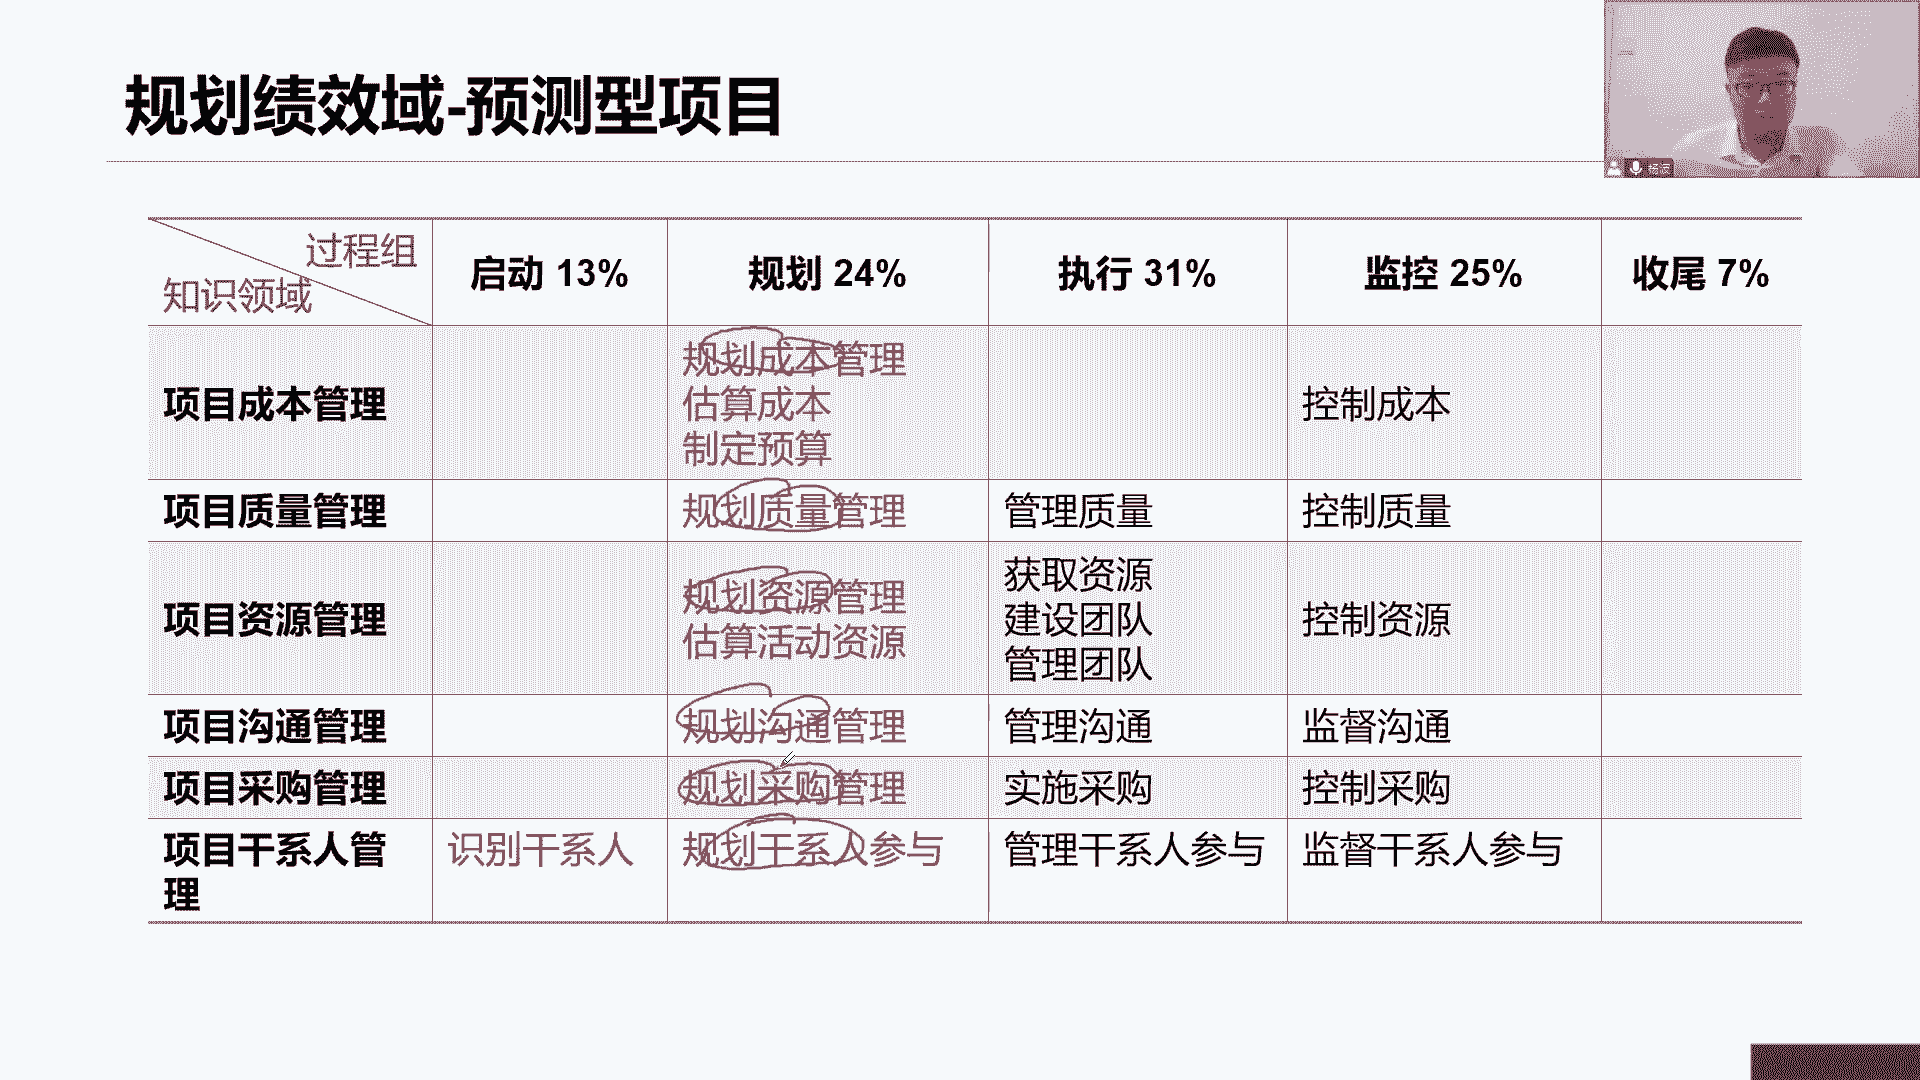 规划绩效域-预测型项目
杨波
过程组
知识领域
启动 13%
规划 24%
执行 31%
监控 25%
收尾 7%
项目成本管理
规划成本管理
估算成本
制定预算
控制成本
项目质量管理
规划质量管理
管理质量
控制质量
项目资源管理
规划资源管理
估算活动资源
获取资源
建设团队
管理团队
控制资源
项目沟通管理
规划沟通管理
管理沟通
监督沟通
项目采购管理
规划采购管理
实施采购
控制采购
项目干系人管
理
识别干系人
规划干系人参与
管理干系人参与
监督干系人参与